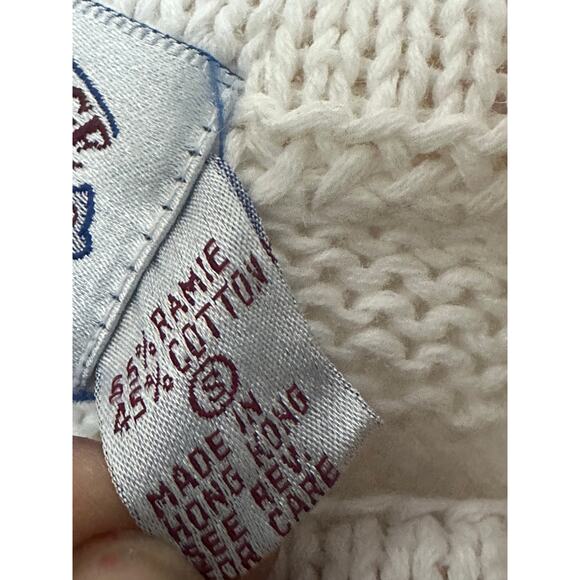 55% RAMIE
45% COTTON
S
MADE IN
HONG KONG
SEE REV.
FOR CARE